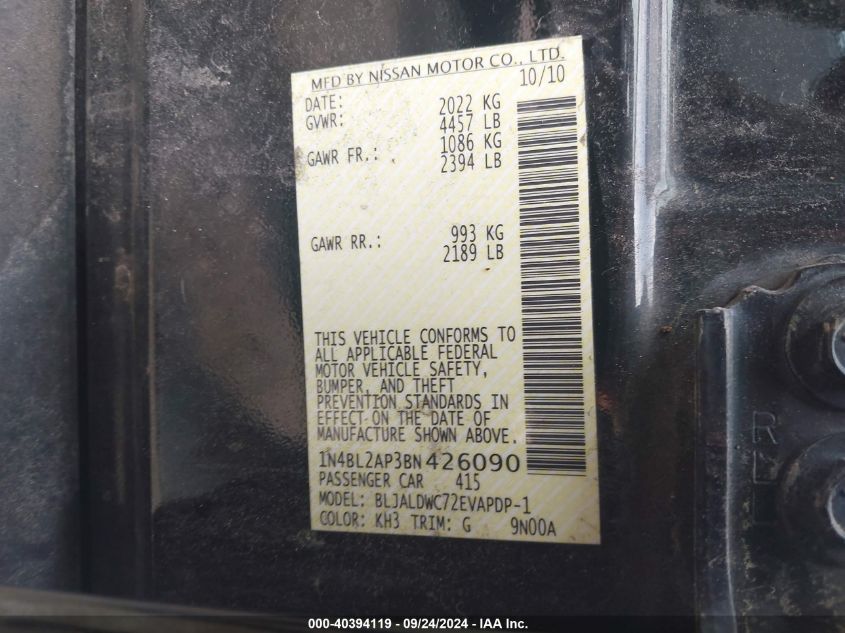 MFD BY NISSAN MOTOR CO., LTD.
DATE: 10/10
GVWR: 2022 KG
4457 LB
GAWR FR.: 1086 KG
2394 LB
GAWR RR.: 993 KG
2189 LB
THIS VEHICLE CONFORMS TO
ALL APPLICABLE FEDERAL
MOTOR VEHICLE SAFETY,
BUMPER, AND THEFT
PREVENTION STANDARDS IN
EFFECT ON THE DATE OF
MANUFACTURE SHOWN ABOVE.
1N4BL2AP3BN 426090
PASSENGER CAR 415
MODEL: BLJALDWC72EVAPDP-1
COLOR: KH3 TRIM: G 9N00A
000-40394119 - 09/24/2024 - IAA Inc.